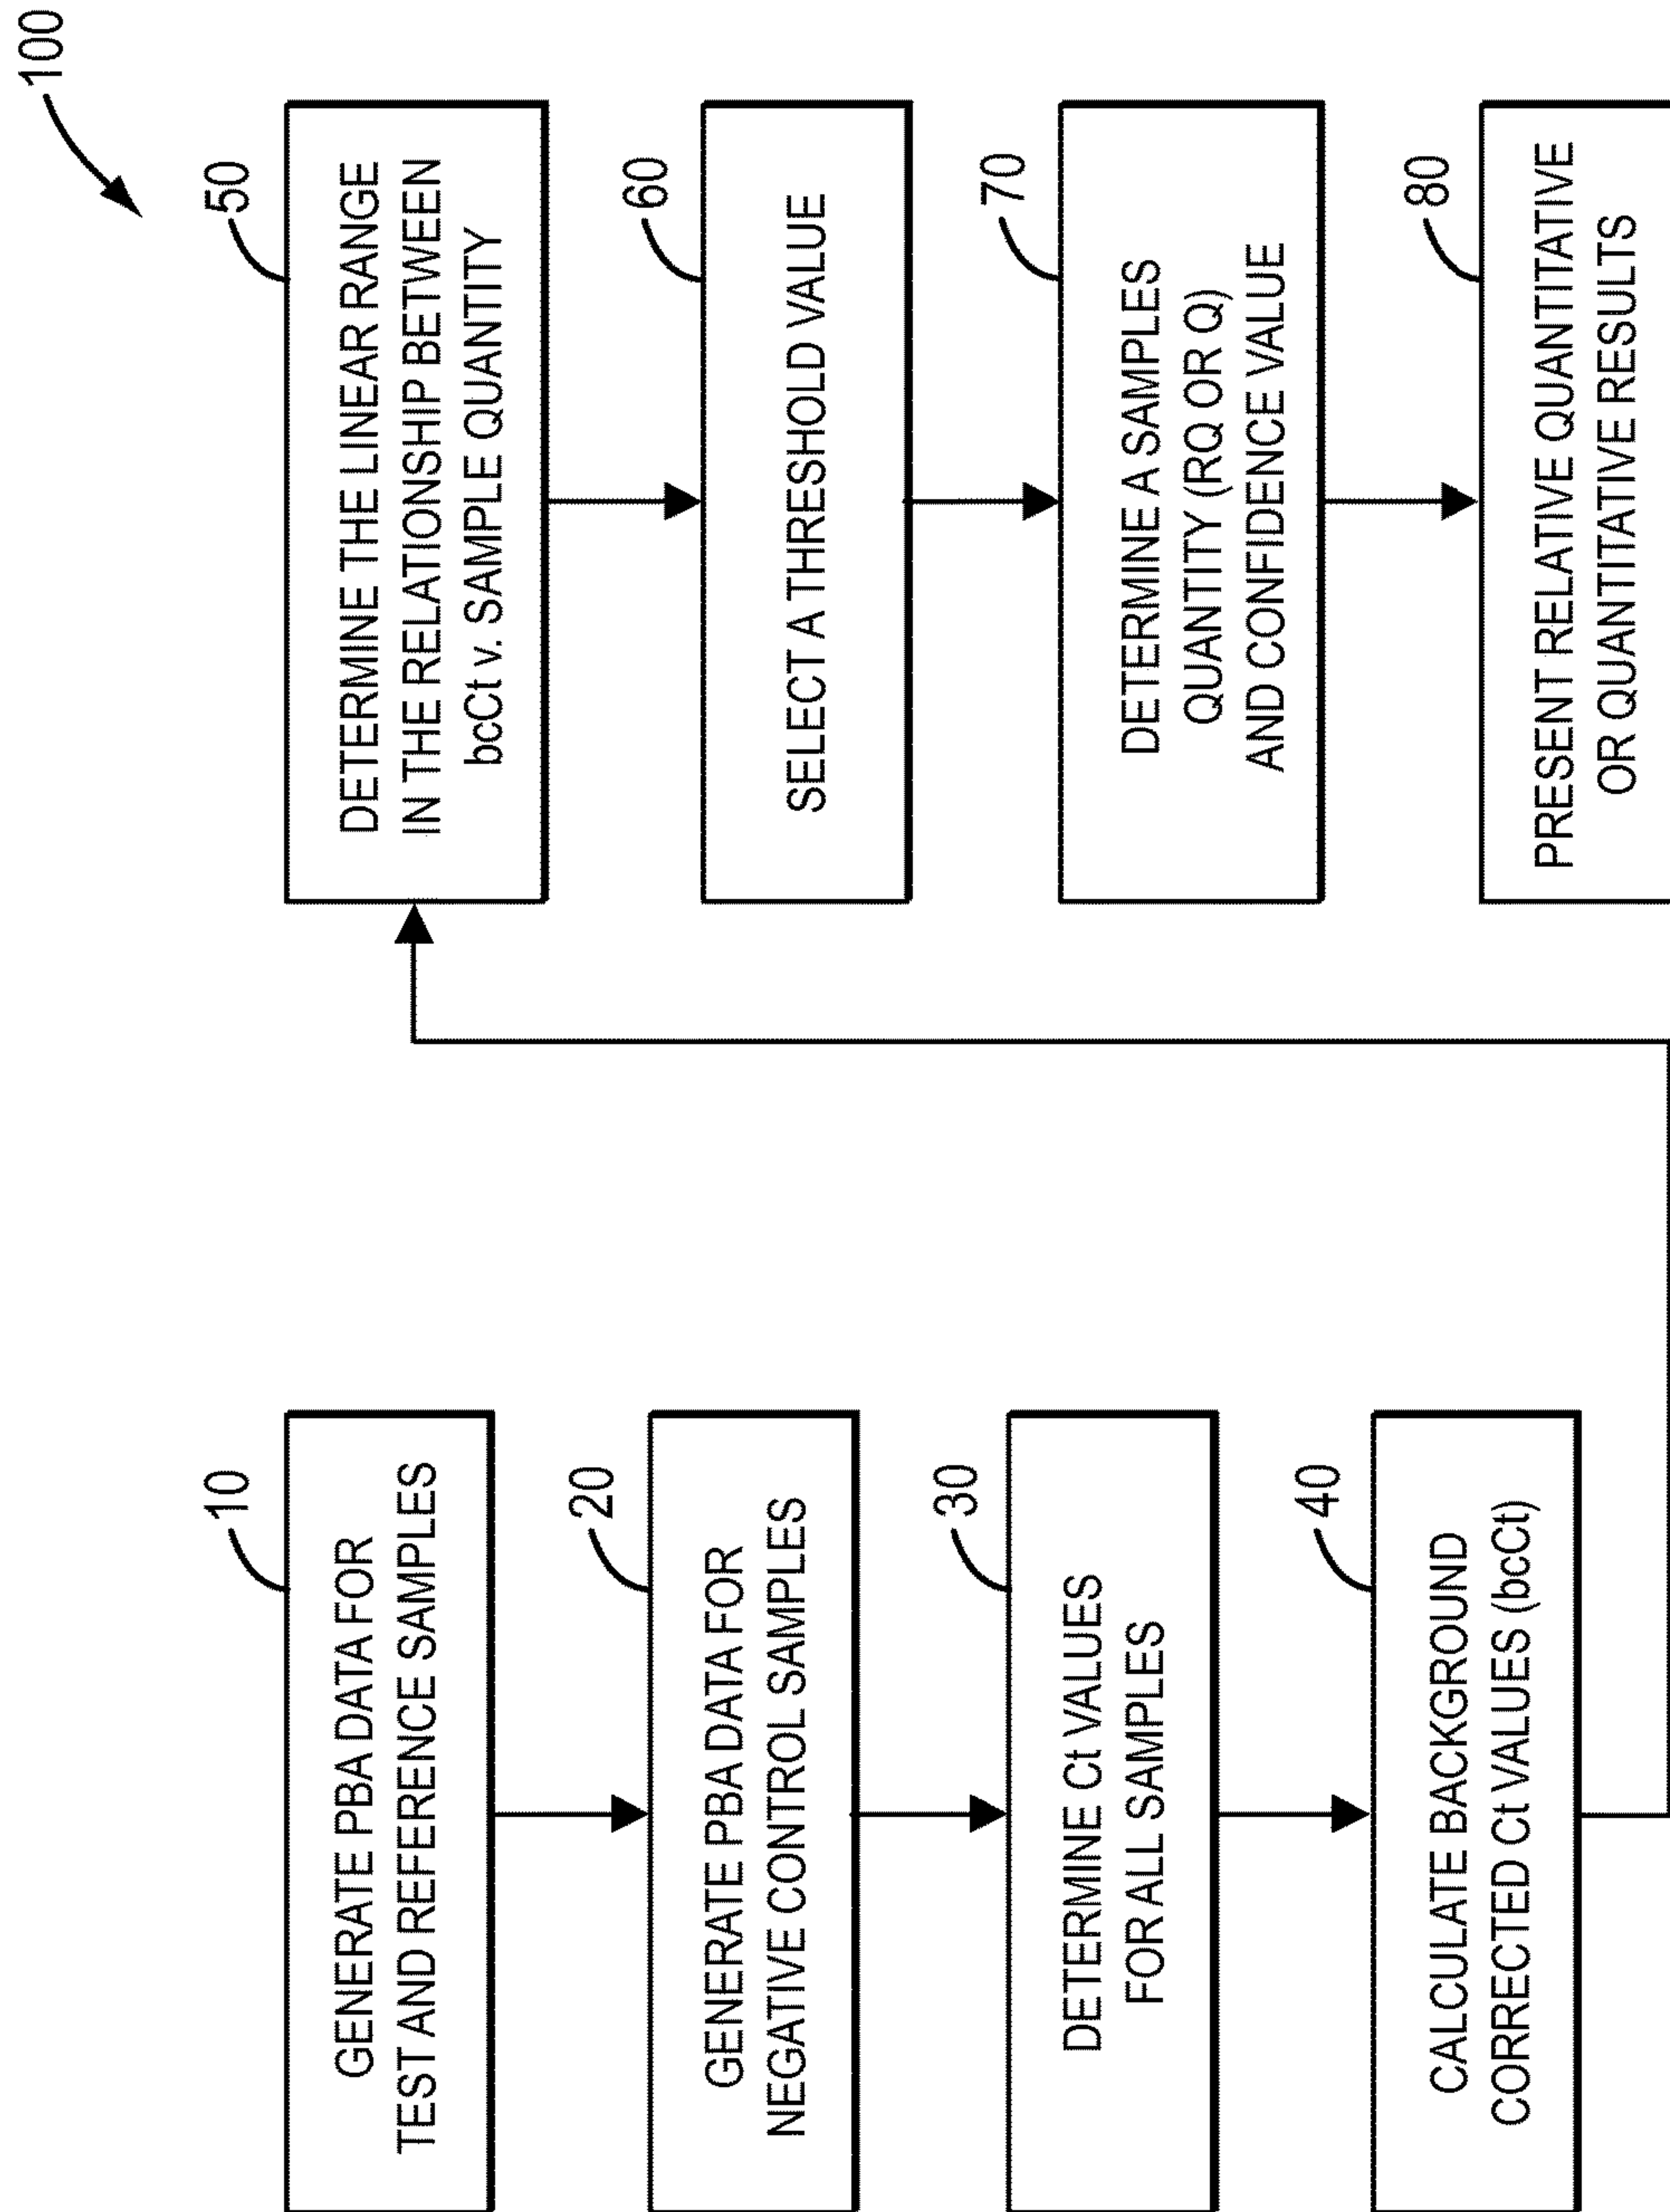 100
10
GENERATE PBA DATA FOR
TEST AND REFERENCE SAMPLES
20
GENERATE PBA DATA FOR
NEGATIVE CONTROL SAMPLES
30
DETERMINE Ct VALUES
FOR ALL SAMPLES
40
CALCULATE BACKGROUND
CORRECTED Ct VALUES (bcCt)
50
DETERMINE THE LINEAR RANGE
IN THE RELATIONSHIP BETWEEN
bcCt v. SAMPLE QUANTITY
60
SELECT A THRESHOLD VALUE
70
DETERMINE A SAMPLES
QUANTITY (RQ OR Q)
AND CONFIDENCE VALUE
80
PRESENT RELATIVE QUANTITATIVE
OR QUANTITATIVE RESULTS